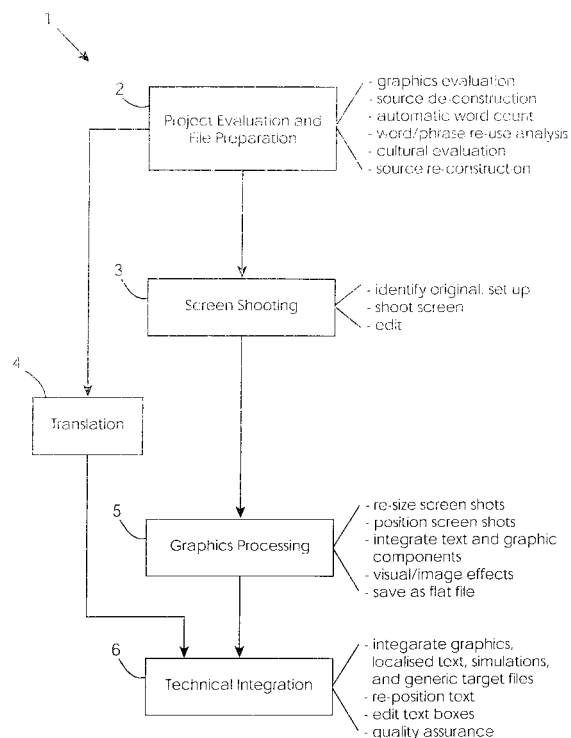 1
2
Project Evaluation and
File Preparation
- graphics evaluation
- source de-construction
- automatic word count
- word/phrase re-use analysis
- cultural evaluation
- source re-construction
3
Screen Shooting
- identify original, set up
- shoot screen
- edit
4
Translation
5
Graphics Processing
- re-size screen shots
- position screen shots
- integrate text and graphic
components
- visual/image effects
- save as flat file
6
Technical Integration
- integarate graphics,
localised text, simulations,
and generic target files
- re-position text
- edit text boxes
- quality assurance